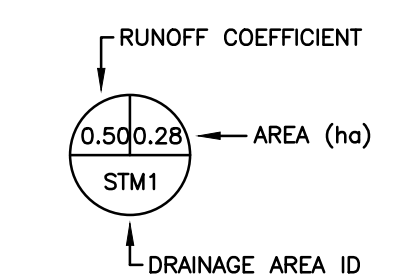 RUNOFF COEFFICIENT
0.50 0.28
AREA (ha)
STM1
DRAINAGE AREA ID